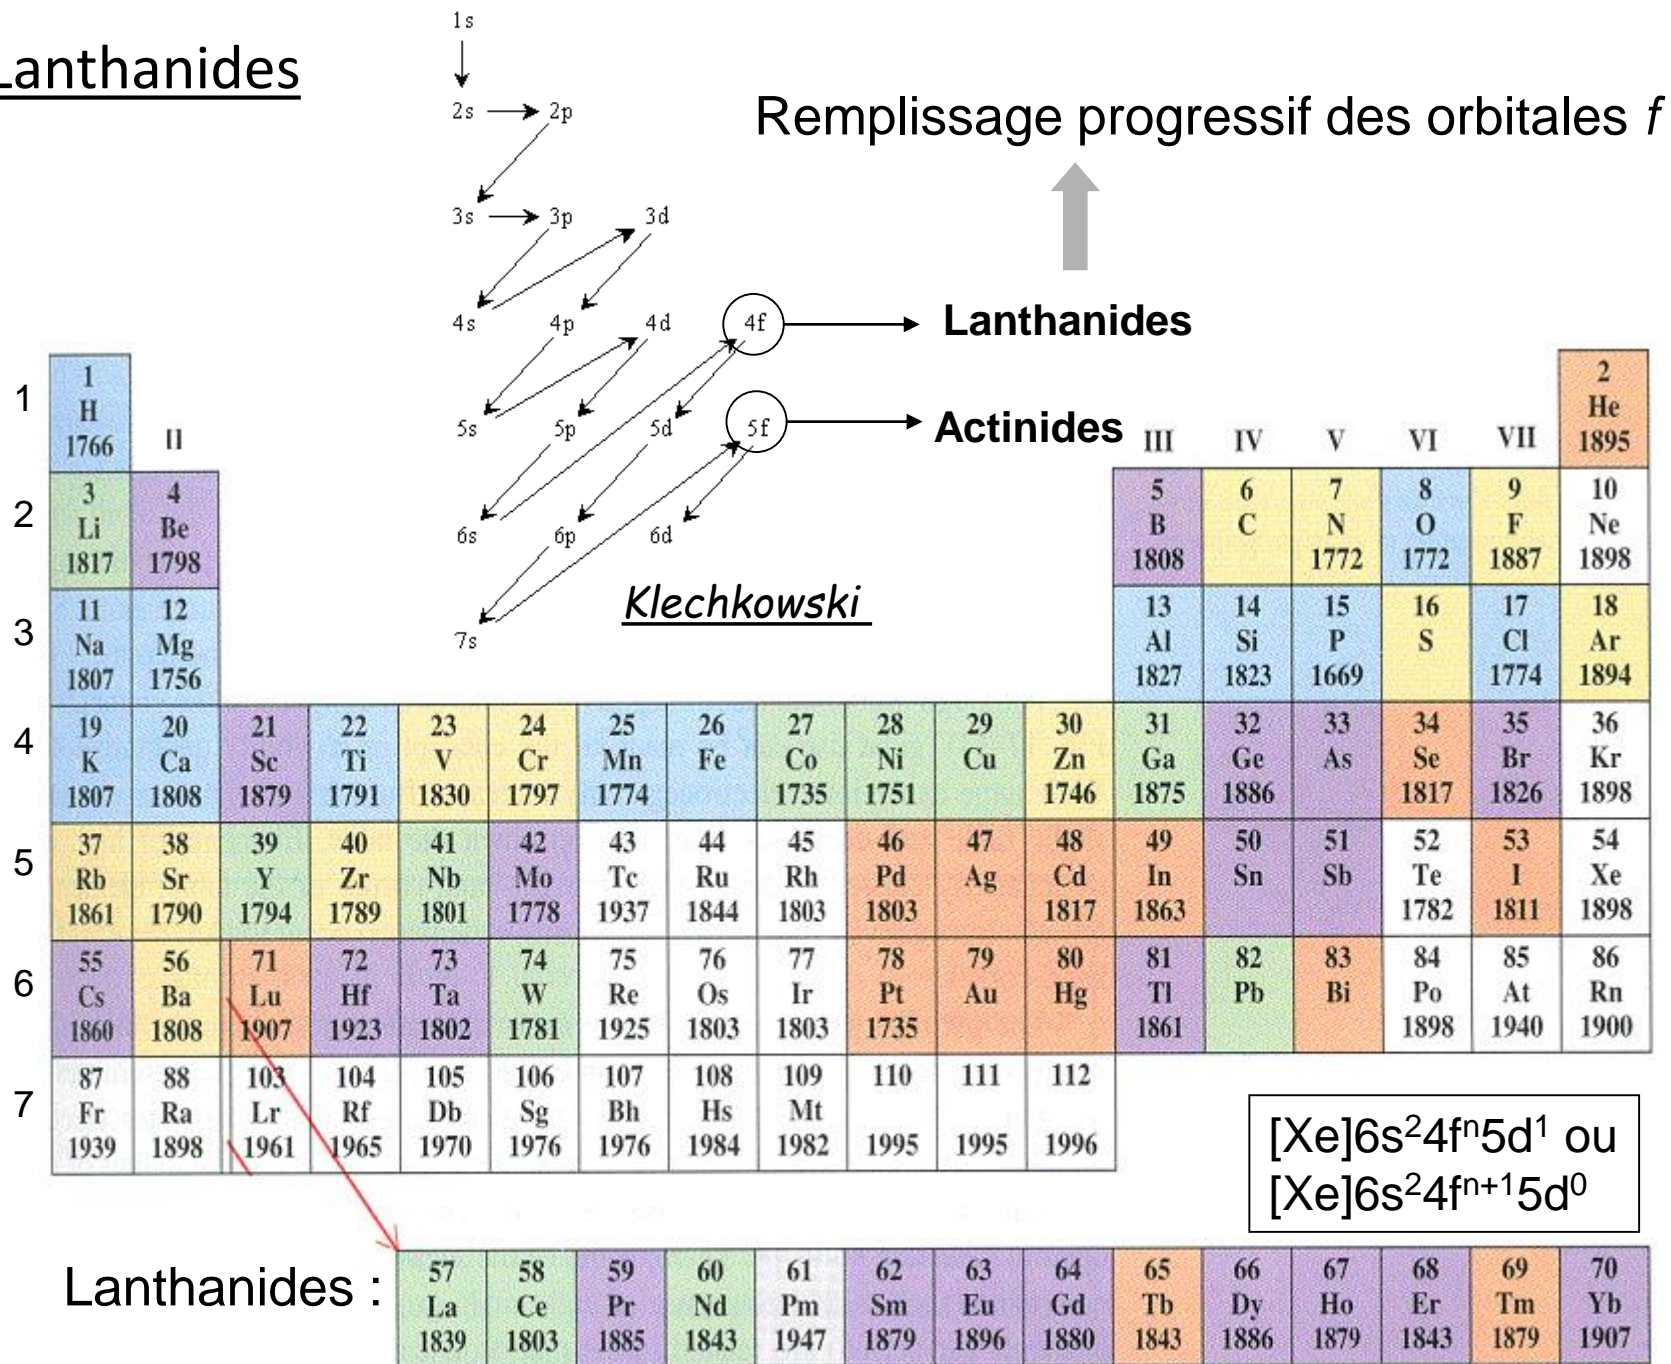 Lanthanides
1s
2s 2p
Remplissage progressif des orbitales f
3s 3p 3d
4s 4p 4d 4f Lanthanides
5s 5p 5d 5f Actinides
6s 6p 6d
7s
Klechkowski
II III IV V VI VII
1
1 2
H He
1766 1895
2
3 4 5 6 7 8 9 10
Li Be B C N O F Ne
1817 1798 1808 1772 1772 1887 1898
3
11 12 13 14 15 16 17 18
Na Mg Al Si P S Cl Ar
1807 1756 1827 1823 1669 1774 1894
4
19 20 21 22 23 24 25 26 27 28 29 30 31 32 33 34 35 36
K Ca Sc Ti V Cr Mn Fe Co Ni Cu Zn Ga Ge As Se Br Kr
1807 1808 1879 1791 1830 1797 1774 1735 1751 1746 1875 1886 1817 1826 1898
5
37 38 39 40 41 42 43 44 45 46 47 48 49 50 51 52 53 54
Rb Sr Y Zr Nb Mo Tc Ru Rh Pd Ag Cd In Sn Sb Te I Xe
1861 1790 1794 1789 1801 1778 1937 1844 1803 1803 1817 1863 1782 1811 1898
6
55 56 71 72 73 74 75 76 77 78 79 80 81 82 83 84 85 86
Cs Ba Lu Hf Ta W Re Os Ir Pt Au Hg Tl Pb Bi Po At Rn
1860 1808 1907 1923 1802 1781 1925 1803 1803 1735 1861 1898 1940 1900
7
87 88 103 104 105 106 107 108 109 110 111 112
Fr Ra Lr Rf Db Sg Bh Hs Mt
1939 1898 1961 1965 1970 1976 1976 1984 1982 1995 1995 1996
[Xe]6s²4fⁿ5d¹ ou
[Xe]6s²4fⁿ⁺¹5d⁰
Lanthanides :
57 58 59 60 61 62 63 64 65 66 67 68 69 70
La Ce Pr Nd Pm Sm Eu Gd Tb Dy Ho Er Tm Yb
1839 1803 1885 1843 1947 1879 1896 1880 1843 1886 1879 1843 1879 1907